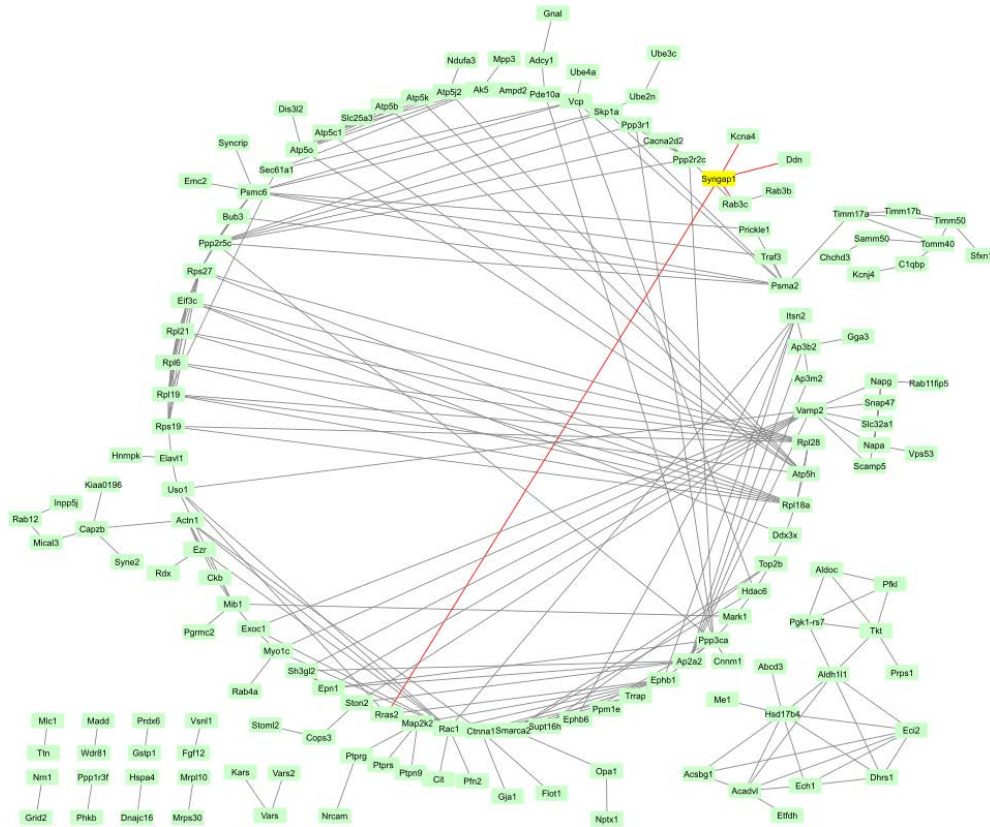 Gnal
Ube3c
Ndufa3
Mpp3
Adcy1
Ube4a
Atp5j2
Ak5
Ampd2
Pde10a
Vcp
Ube2n
Atp5k
Atp5b
Skp1a
Dis3l2
Slc25a3
Ppp3r1
Atp5c1
Cacna2d2
Kcna4
Syncrip
Atp5o
Ppp2r2c
Ddn
Sec61a1
Syngap1
Emc2
Psmc6
Rab3b
Rab3c
Bub3
Prickle1
Timm17a
Timm17b
Timm50
Ppp2r5c
Samm50
Tomm40
Traf3
Chchd3
C1qbp
Sfxn1
Rps27
Kcnj4
Psma2
Eif3c
Itsn2
Rpl21
Gga3
Ap3b2
Rpl6
Ap3m2
Napg
Rab11fip5
Rpl19
Snap47
Vamp2
Rps19
Slc32a1
Rpl28
Napa
Vps53
Hnrnpk
Elavl1
Scamp5
Atp5h
Kiaa0196
Uso1
Inpp5j
Rpl18a
Rab12
Actn1
Capzb
Ddx3x
Mical3
Ezr
Syne2
Top2b
Aldoc
Rdx
Ckb
Pfkl
Hdac6
Mib1
Pgk1-rs7
Mark1
Tkt
Pgrmc2
Exoc1
Ppp3ca
Myo1c
Cnnm1
Abcd3
Aldh1l1
Prps1
Sh3gl2
Ap2a2
Rab4a
Epn1
Ephb1
Me1
Ston2
Trrap
Hsd17b4
Mlc1
Madd
Prdx6
Vsnl1
Rras2
Ppm1e
Stoml2
Map2k2
Ephb6
Eci2
Cops3
Rac1
Ctnna1
Smarca2
Supt16h
Ttn
Wdr81
Gstp1
Fgf12
Ptprg
Ptprs
Opa1
Acsbg1
Dhrs1
Nrn1
Ppp1r3f
Hspa4
Mrpl10
Kars
Vars2
Ptpn9
Cit
Pfn2
Flot1
Acadvl
Ech1
Gja1
Grid2
Phkb
Dnajc16
Mrps30
Vars
Nrcam
Nptx1
Etfdh